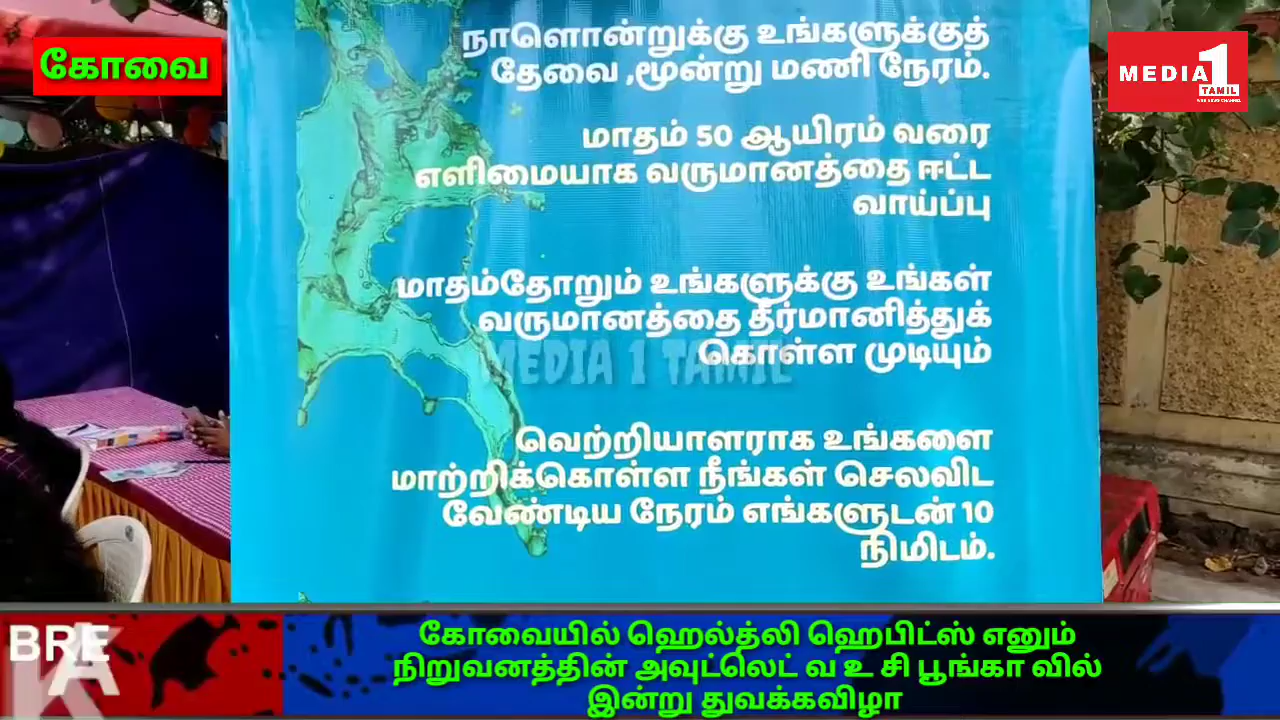 கோவை
MEDIA 1
TAMIL
நாளொன்றுக்கு உங்களுக்குத்
தேவை ,மூன்று மணி நேரம்.
மாதம் 50 ஆயிரம் வரை
எளிமையாக வருமானத்தை ஈட்ட
வாய்ப்பு
மாதம்தோறும் உங்களுக்கு உங்கள்
வருமானத்தை தீர்மானித்துக்
கொள்ள முடியும்
MEDIA 1 TAMIL
வெற்றியாளராக உங்களை
மாற்றிக்கொள்ள நீங்கள் செலவிட
வேண்டிய நேரம் எங்களுடன் 10
நிமிடம்.
BRE
K
A
கோவையில் ஹெல்த்லி ஹெபிட்ஸ் எனும்
நிறுவனத்தின் அவுட்லெட் வ உ சி பூங்கா வில்
இன்று துவக்கவிழா